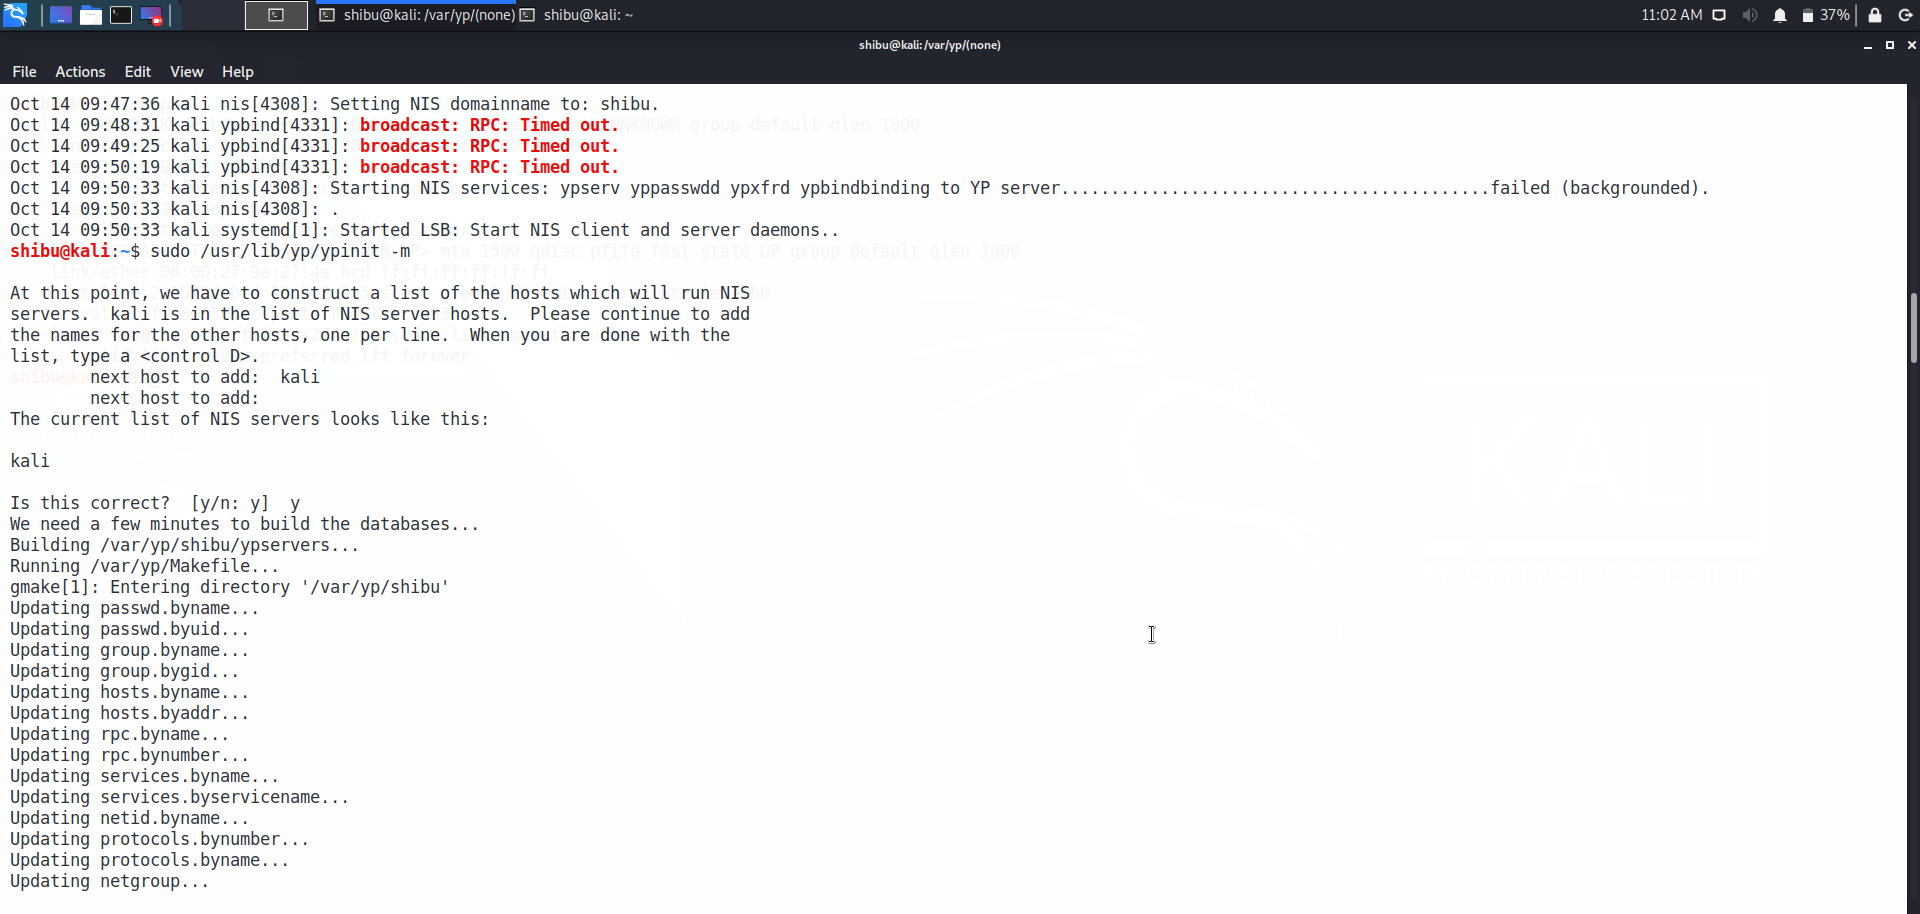 shibu@kali: /var/yp/(none)
shibu@kali: ~
11:02 AM
37%
shibu@kali: /var/yp/(none)
File Actions Edit View Help
Oct 14 09:47:36 kali nis[4308]: Setting NIS domainname to: shibu.
Oct 14 09:48:31 kali ypbind[4331]: broadcast: RPC: Timed out.
Oct 14 09:49:25 kali ypbind[4331]: broadcast: RPC: Timed out.
Oct 14 09:50:19 kali ypbind[4331]: broadcast: RPC: Timed out.
Oct 14 09:50:33 kali nis[4308]: Starting NIS services: ypserv yppasswdd ypxfrd ypbindbinding to YP server...........................................failed (backgrounded).
Oct 14 09:50:33 kali nis[4308]: .
Oct 14 09:50:33 kali systemd[1]: Started LSB: Start NIS client and server daemons..
shibu@kali:~$ sudo /usr/lib/yp/ypinit -m
At this point, we have to construct a list of the hosts which will run NIS
servers.  kali is in the list of NIS server hosts.  Please continue to add
the names for the other hosts, one per line.  When you are done with the
list, type a <control D>.
next host to add:  kali
next host to add:
The current list of NIS servers looks like this:
kali
Is this correct?  [y/n: y]  y
We need a few minutes to build the databases...
Building /var/yp/shibu/ypservers...
Running /var/yp/Makefile...
gmake[1]: Entering directory '/var/yp/shibu'
Updating passwd.byname...
Updating passwd.byuid...
Updating group.byname...
Updating group.bygid...
Updating hosts.byname...
Updating hosts.byaddr...
Updating rpc.byname...
Updating rpc.bynumber...
Updating services.byname...
Updating services.byservicename...
Updating netid.byname...
Updating protocols.bynumber...
Updating protocols.byname...
Updating netgroup...